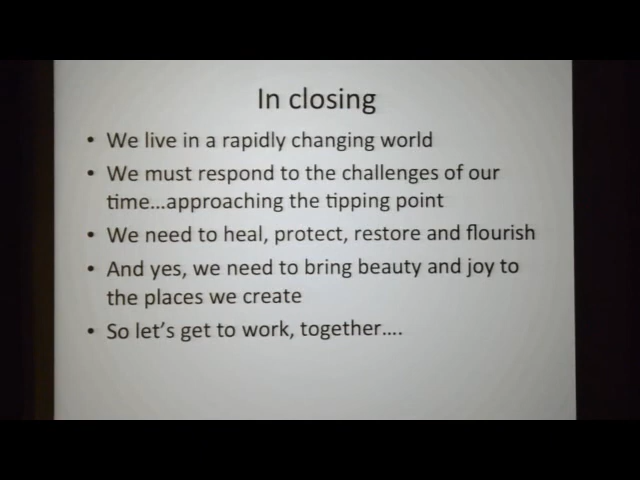 In closing
• We live in a rapidly changing world
• We must respond to the challenges of our
time...approaching the tipping point
• We need to heal, protect, restore and flourish
• And yes, we need to bring beauty and joy to
the places we create
• So let's get to work, together....